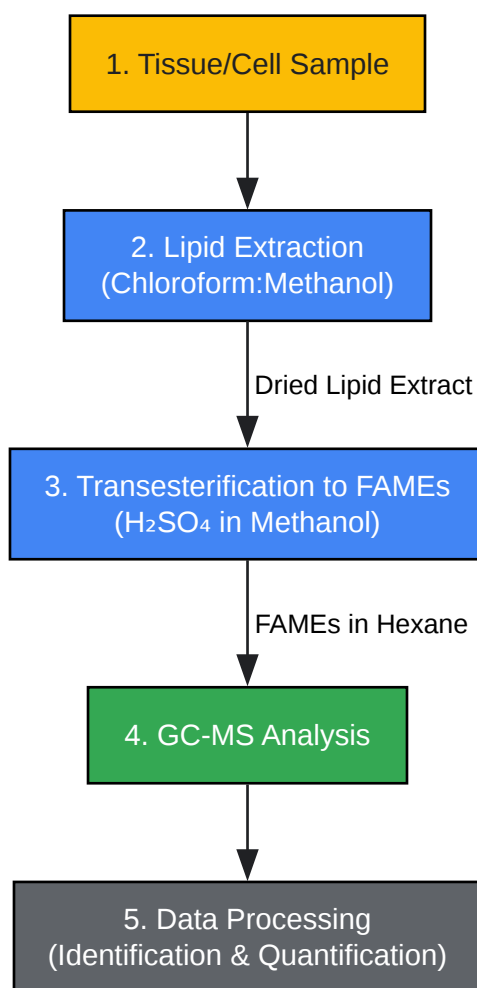 1. Tissue/Cell Sample
2. Lipid Extraction
(Chloroform:Methanol)
Dried Lipid Extract
3. Transesterification to FAMEs
(H₂SO₄ in Methanol)
FAMEs in Hexane
4. GC-MS Analysis
5. Data Processing
(Identification & Quantification)